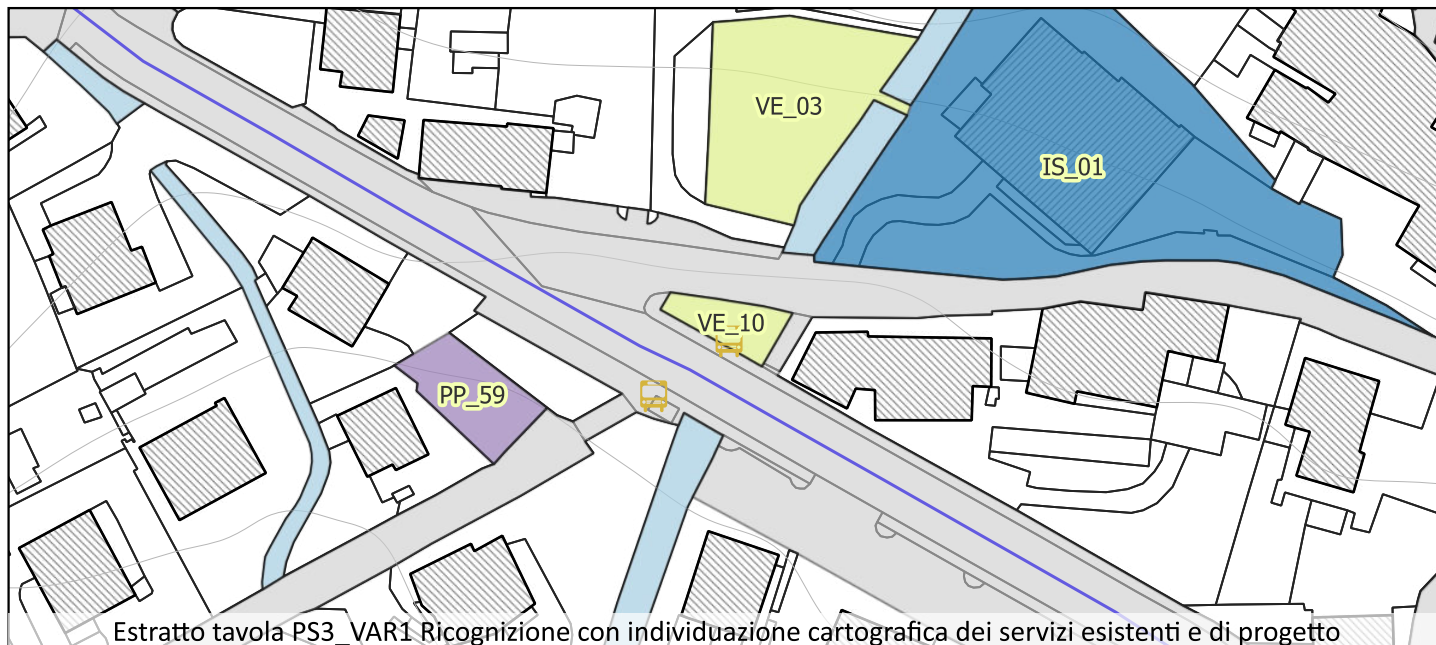 VE_03
IS_01
VE_10
PP_59
Estratto tavola PS3_VAR1 Ricognizione con individuazione cartografica dei servizi esistenti e di progetto